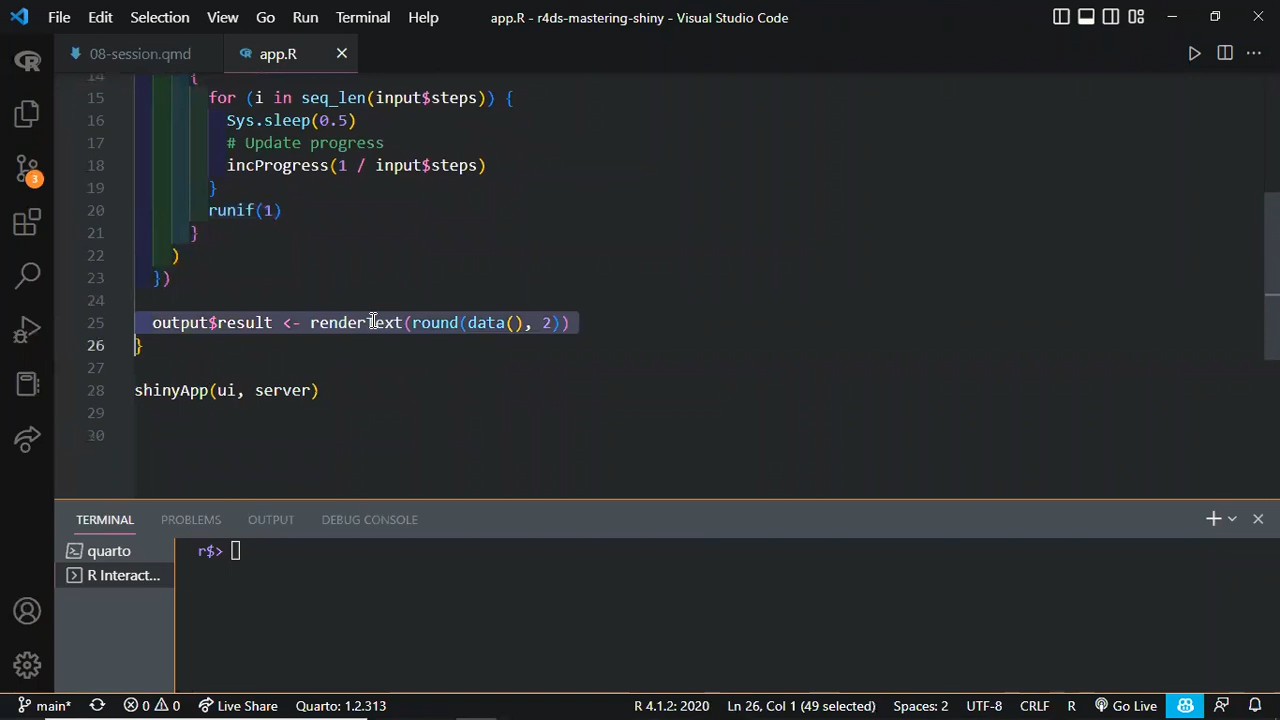 File Edit Selection View Go Run Terminal Help app.R - r4ds-mastering-shiny - Visual Studio Code
08-session.qmd app.R
14 {
15 for (i in seq_len(input$steps)) {
16 Sys.sleep(0.5)
17 # Update progress
18 incProgress(1 / input$steps)
19 }
20 runif(1)
21 }
22 )
23 })
24
25 output$result <- renderText(round(data(), 2))
26 }
27
28 shinyApp(ui, server)
29
30
3
TERMINAL PROBLEMS OUTPUT DEBUG CONSOLE
quarto
R Interact...
r$>
main* 0 0 Live Share Quarto: 1.2.313 R 4.1.2: 2020 Ln 26, Col 1 (49 selected) Spaces: 2 UTF-8 CRLF R Go Live